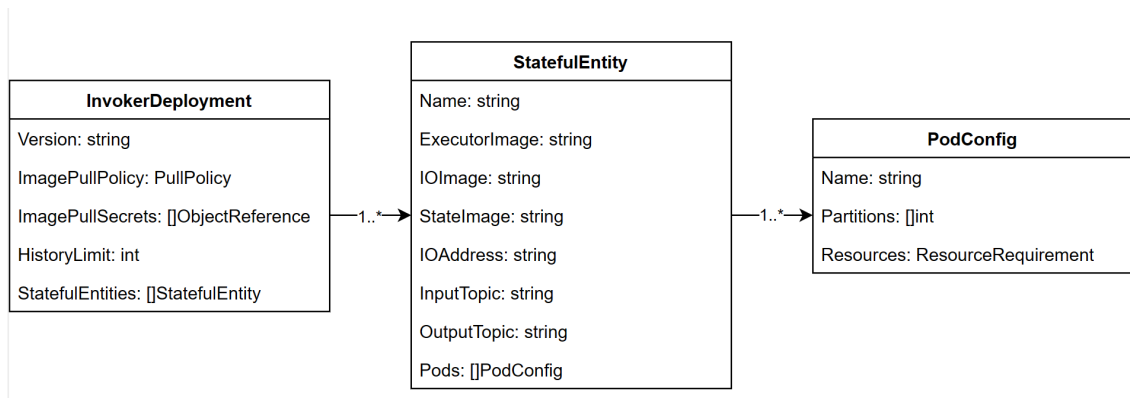 InvokerDeployment
Version: string
ImagePullPolicy: PullPolicy
ImagePullSecrets: []ObjectReference
HistoryLimit: int
StatefulEntities: []StatefulEntity
1..*
StatefulEntity
Name: string
ExecutorImage: string
IOImage: string
StateImage: string
IOAddress: string
InputTopic: string
OutputTopic: string
Pods: []PodConfig
1..*
PodConfig
Name: string
Partitions: []int
Resources: ResourceRequirement